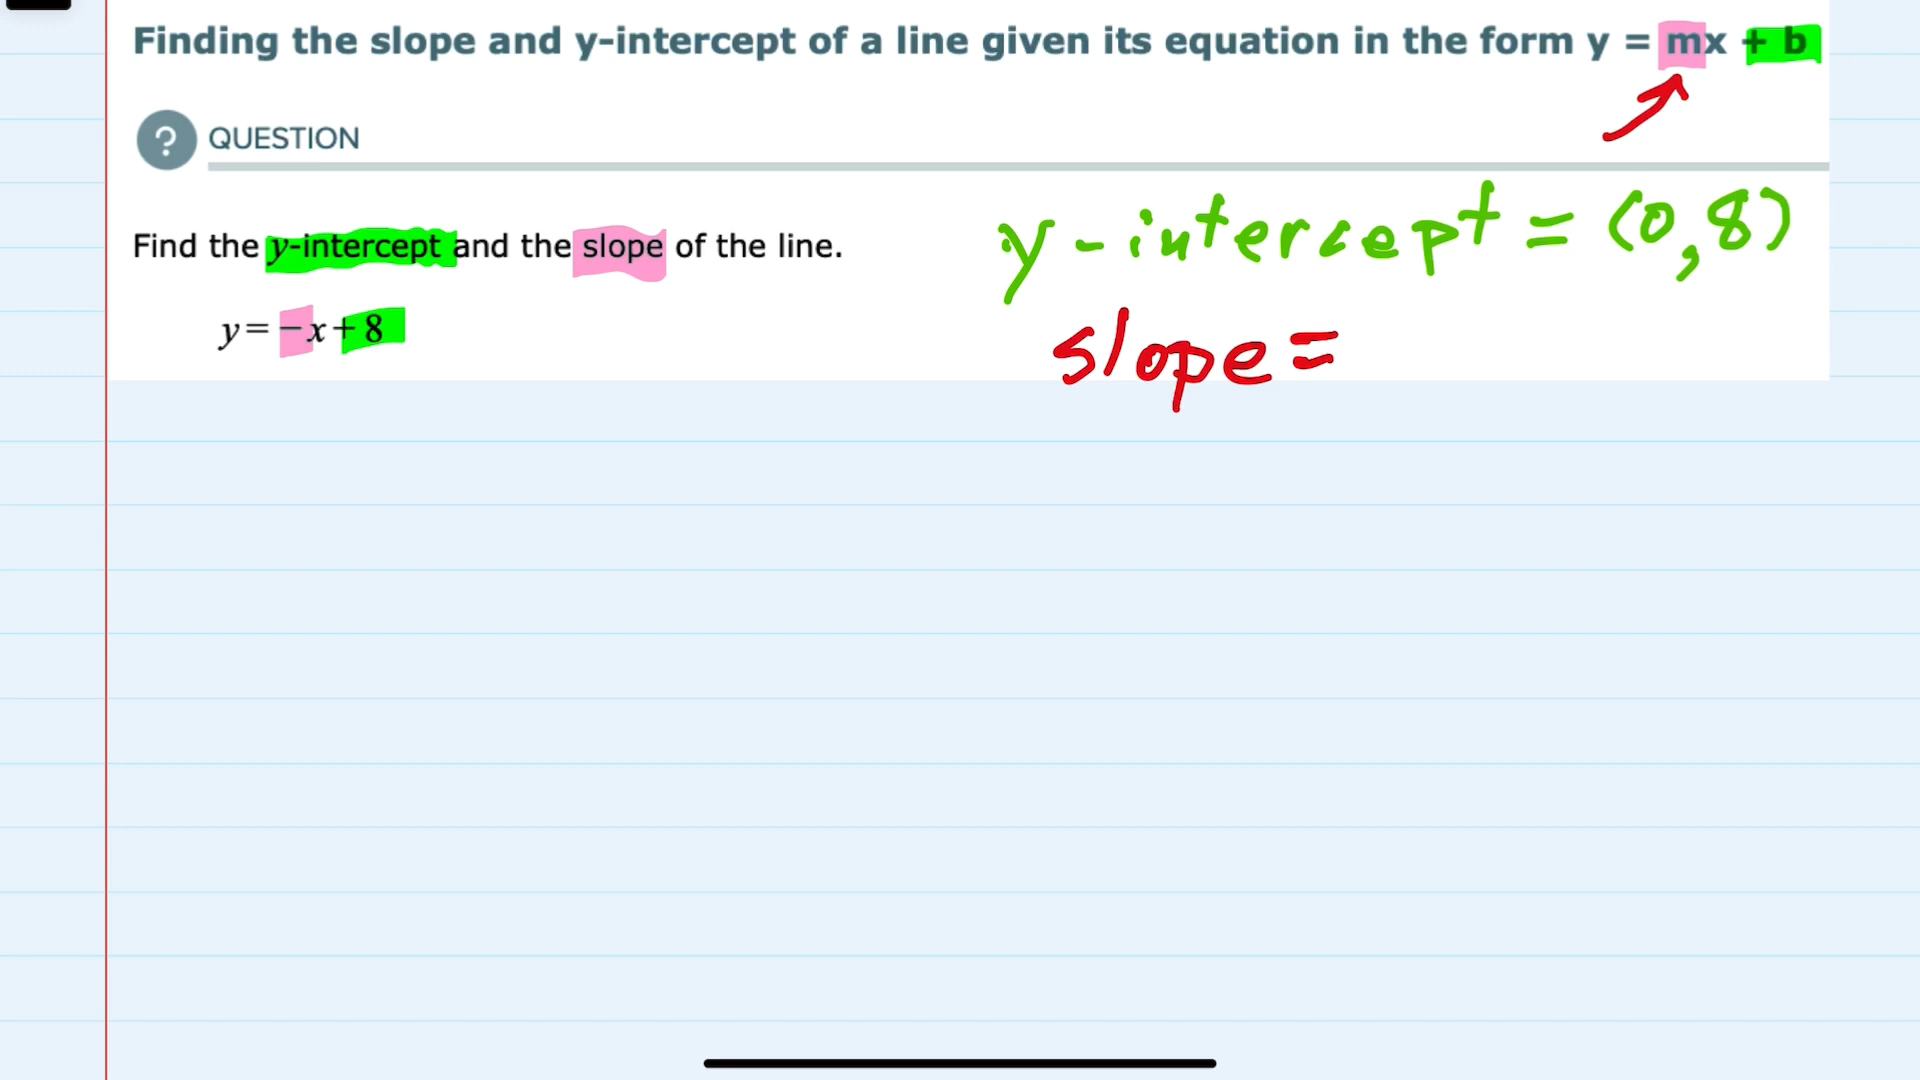 Finding the slope and y-intercept of a line given its equation in the form y = mx + b
? QUESTION
Find the y-intercept and the slope of the line.
y=−x+8
y-intercept = (0,8)
slope=